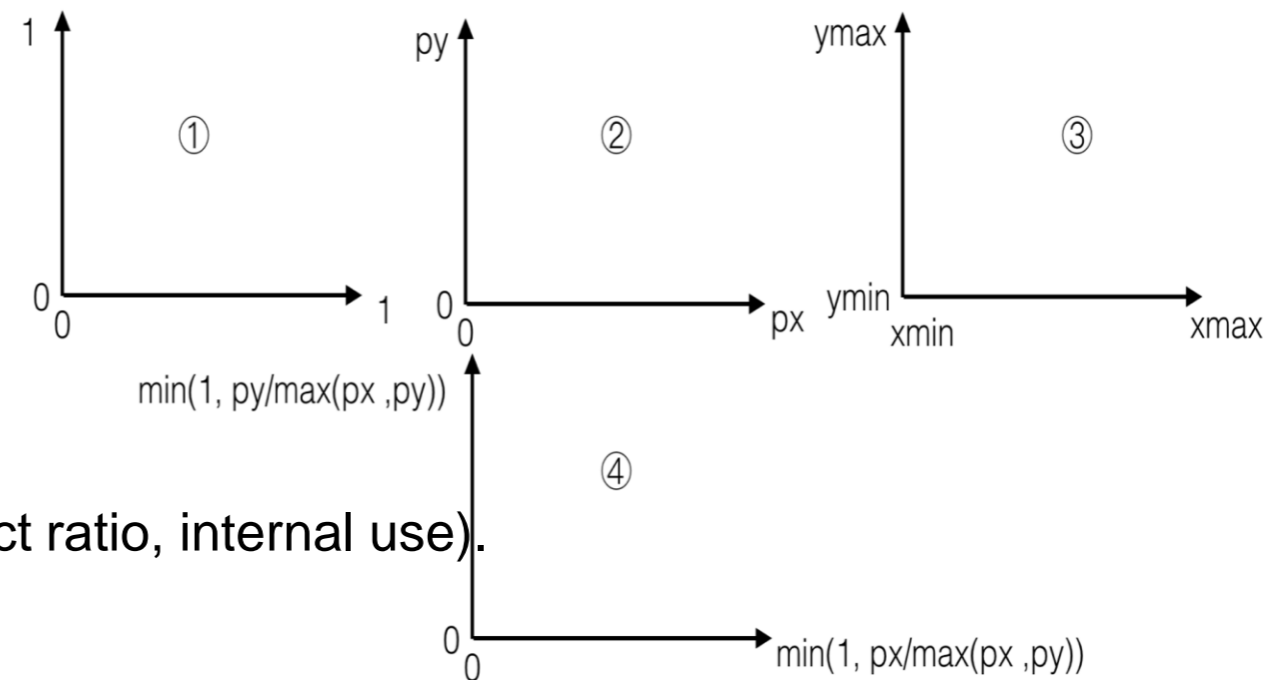 1
①
0
0
1
py
②
0
0
px
ymax
③
ymin
xmin
xmax
min(1, py/max(px ,py))
④
ct ratio, internal use).
0
0
min(1, px/max(px ,py))